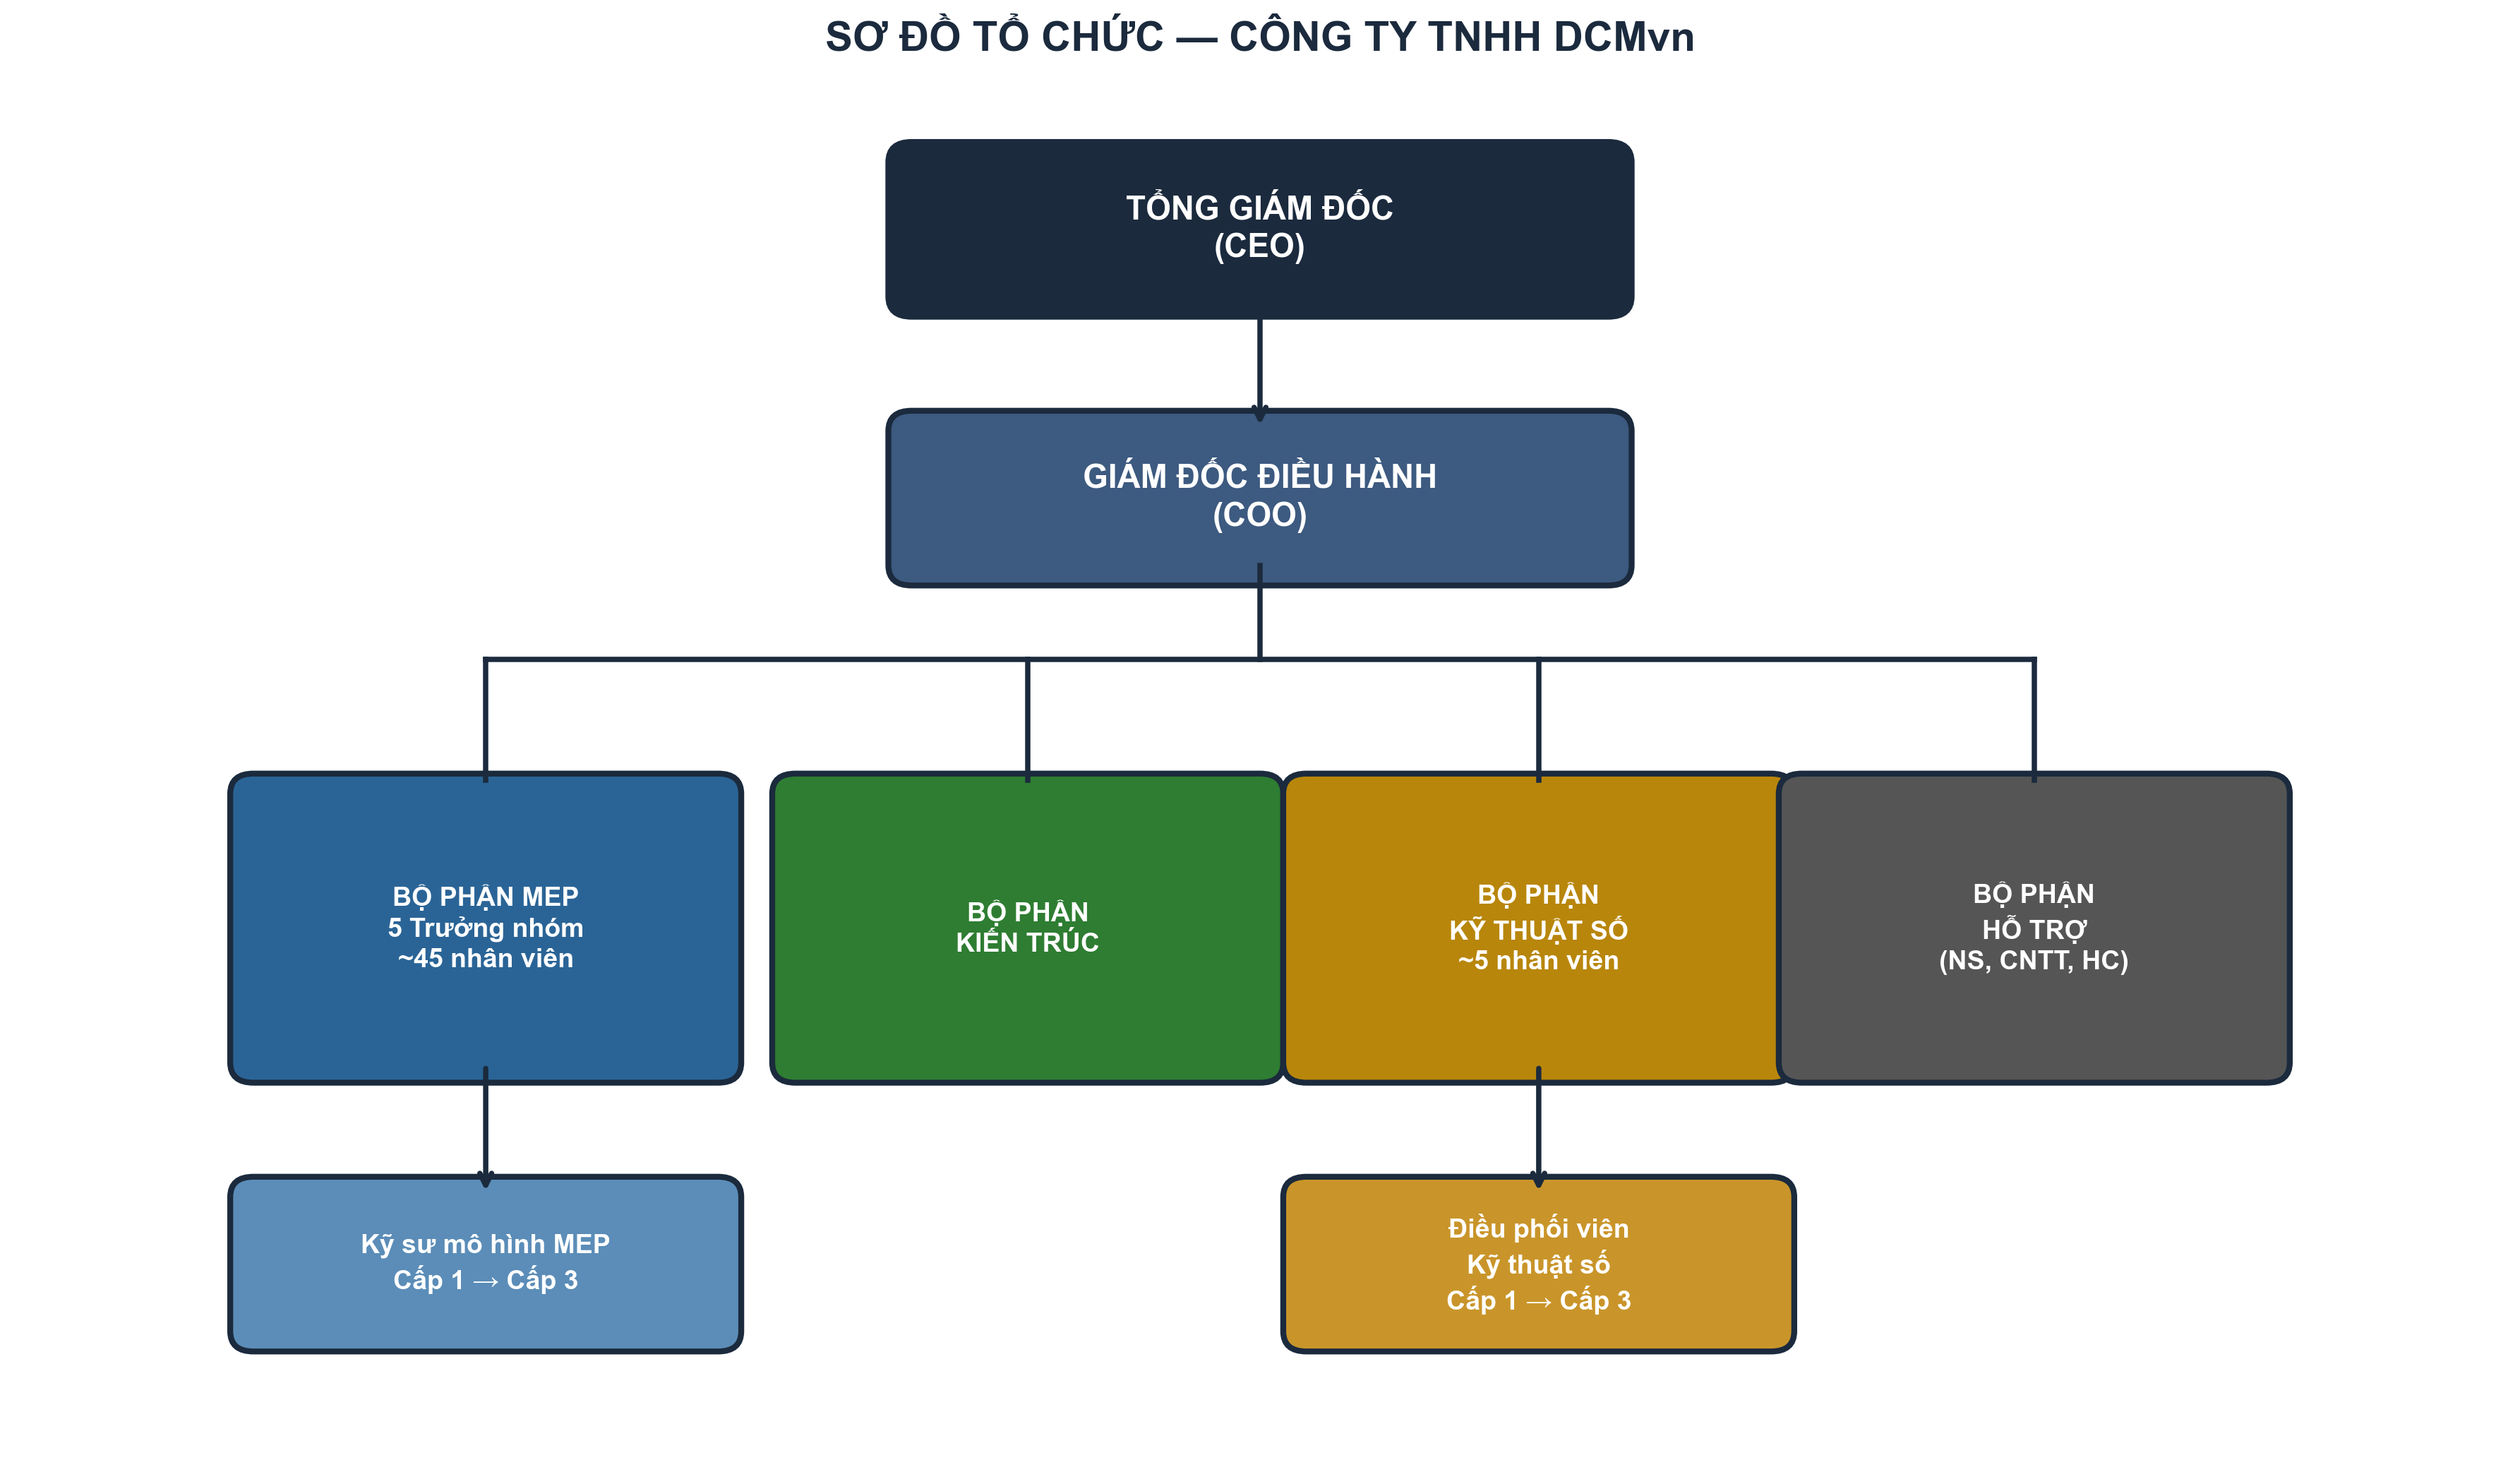 SƠ ĐỒ TỔ CHỨC — CÔNG TY TNHH DCMvn
TỔNG GIÁM ĐỐC
(CEO)
GIÁM ĐỐC ĐIỀU HÀNH
(COO)
BỘ PHẬN MEP
5 Trưởng nhóm
~45 nhân viên
BỘ PHẬN
KIẾN TRÚC
BỘ PHẬN
KỸ THUẬT SỐ
~5 nhân viên
BỘ PHẬN
HỖ TRỢ
(NS, CNTT, HC)
Kỹ sư mô hình MEP
Cấp 1 → Cấp 3
Điều phối viên
Kỹ thuật số
Cấp 1 → Cấp 3